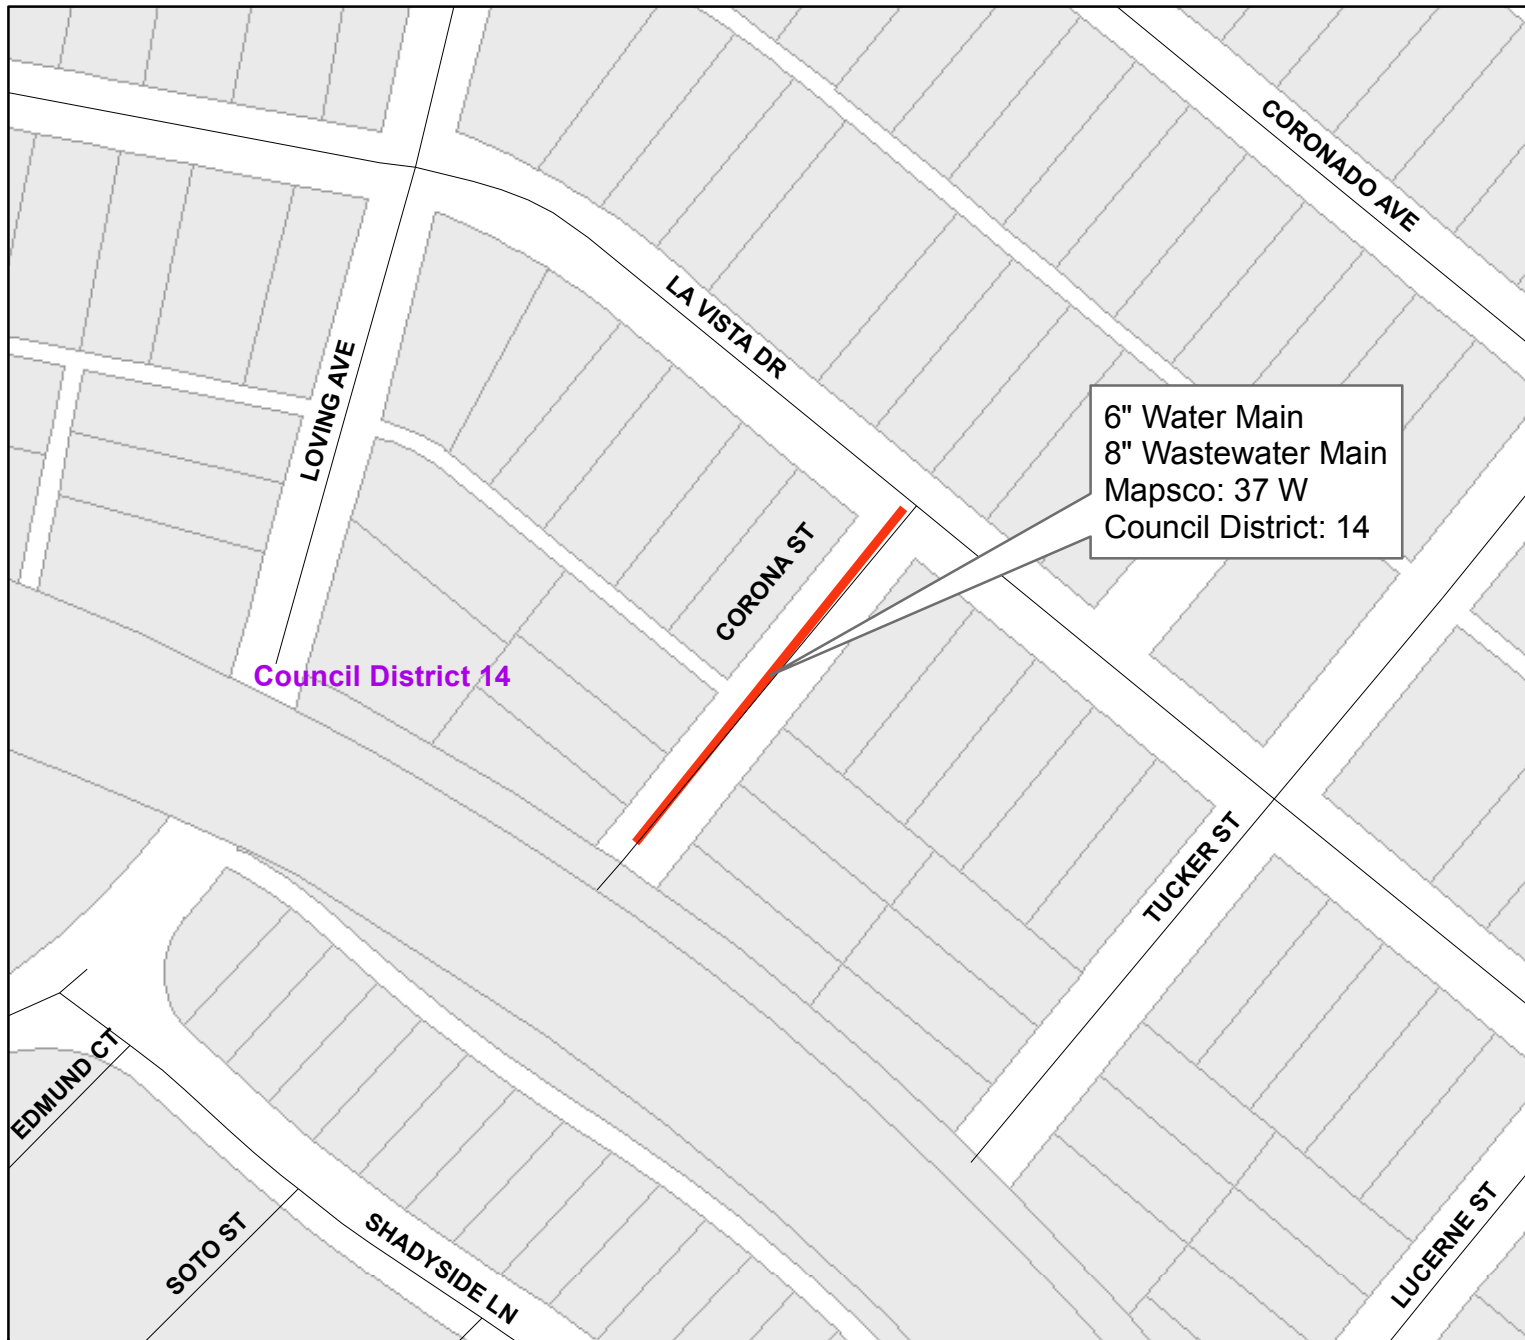 CORONADO AVE
LA VISTA DR
LOVING AVE
6" Water Main
8" Wastewater Main
Mapsco: 37 W
Council District: 14
CORONA ST
Council District 14
TUCKER ST
EDMUND CT
SOTO ST
SHADYSIDE LN
LUCERNE ST